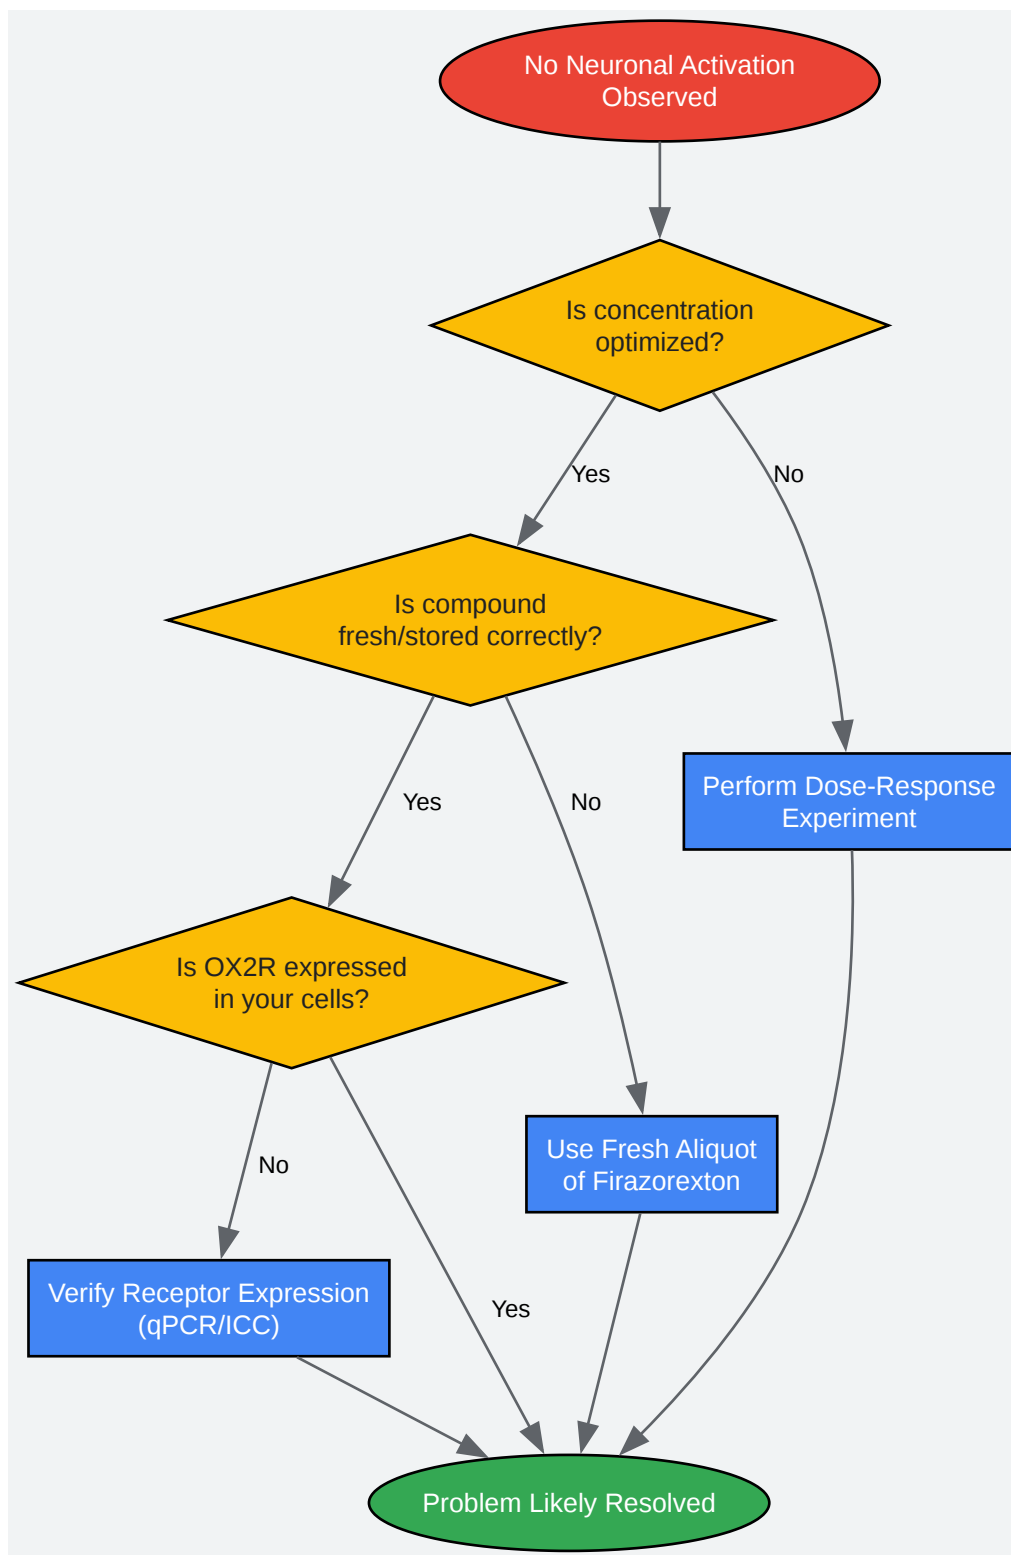 No Neuronal Activation
Observed
Is concentration
optimized?
Yes
No
Is compound
fresh/stored correctly?
Perform Dose-Response
Experiment
Yes
No
Is OX2R expressed
in your cells?
Use Fresh Aliquot
of Firazorexton
No
Verify Receptor Expression
(qPCR/ICC)
Yes
Problem Likely Resolved